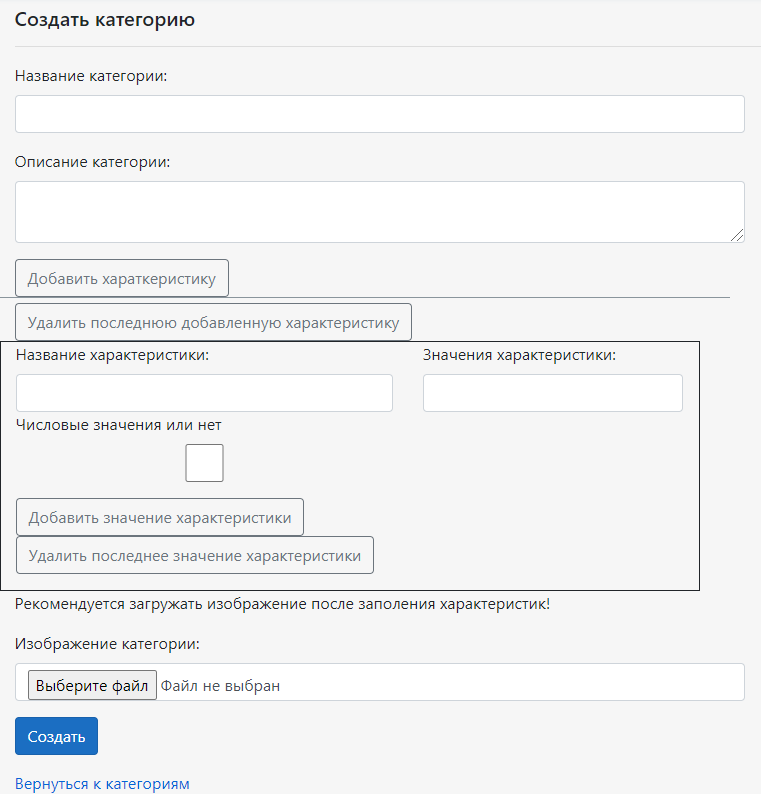 Создать категорию
Название категории:
Описание категории:
Добавить хараткеристику
Удалить последнюю добавленную характеристику
Название характеристики:
Значения характеристики:
Числовые значения или нет
Добавить значение характеристики
Удалить последнее значение характеристики
Рекомендуется загружать изображение после заполения характеристик!
Изображение категории:
Выберите файл Файл не выбран
Создать
Вернуться к категориям